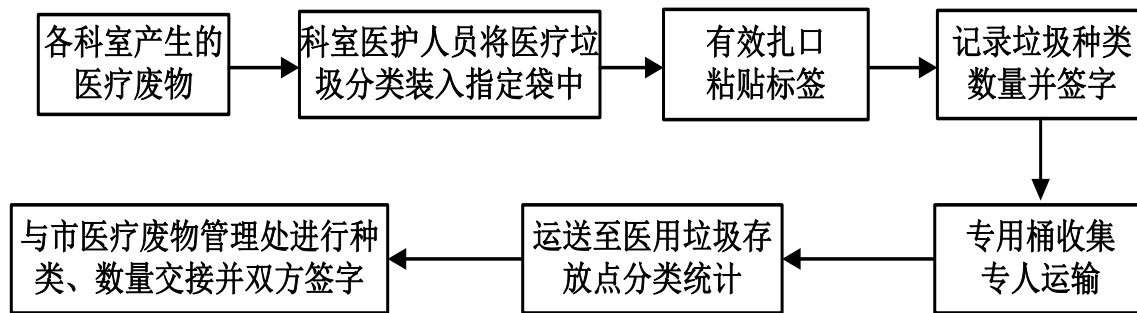 各科室产生的
医疗废物
科室医护人员将医疗垃
圾分类装入指定袋中
有效扎口
粘贴标签
记录垃圾种类
数量并签字
专用桶收集
专人运输
运送至医用垃圾存
放点分类统计
与市医疗废物管理处进行种
类、数量交接并双方签字